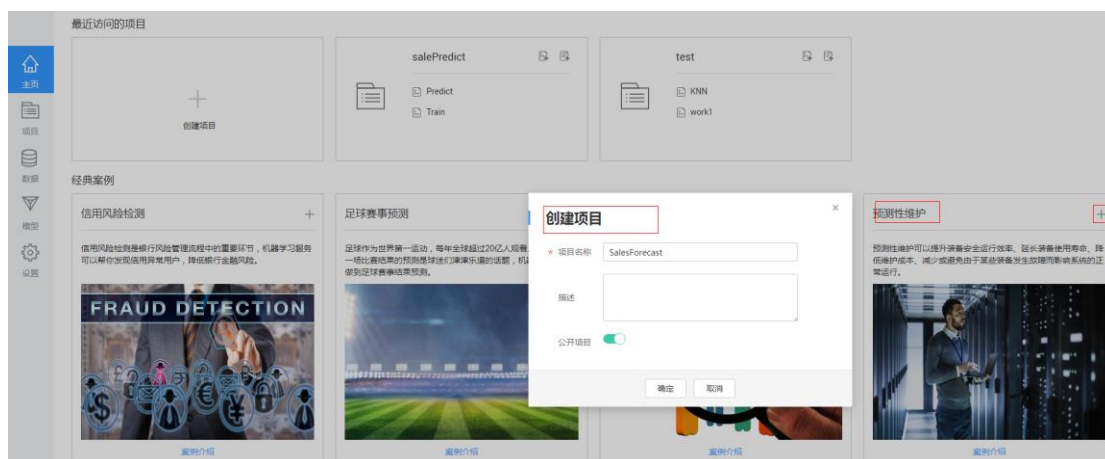 最近访问的项目
主页
项目
数据
模型
设置
创建项目
salePredict
Predict
Train
test
KNN
work1
经典案例
信用风险检测
信用风险检测是银行风险管理流程中的重要环节，机器学习服务
可以帮你发现信用异常用户，降低银行金融风险。
FRAUD DETECTION
案例介绍
足球赛事预测
足球作为世界第一运动，每年全球超过20亿人观看
一场比赛结果的预测是球迷们津津乐道的话题，机
做到足球赛事结果预测。
案例介绍
创建项目
* 项目名称 SalesForecast
描述
公开项目
确定 取消
案例介绍
预测性维护
预测性维护可以提升装备安全运行效率、延长装备使用寿命、降
低维护成本、减少或避免由于某些装备发生故障而影响系统的正
常运行。
案例介绍